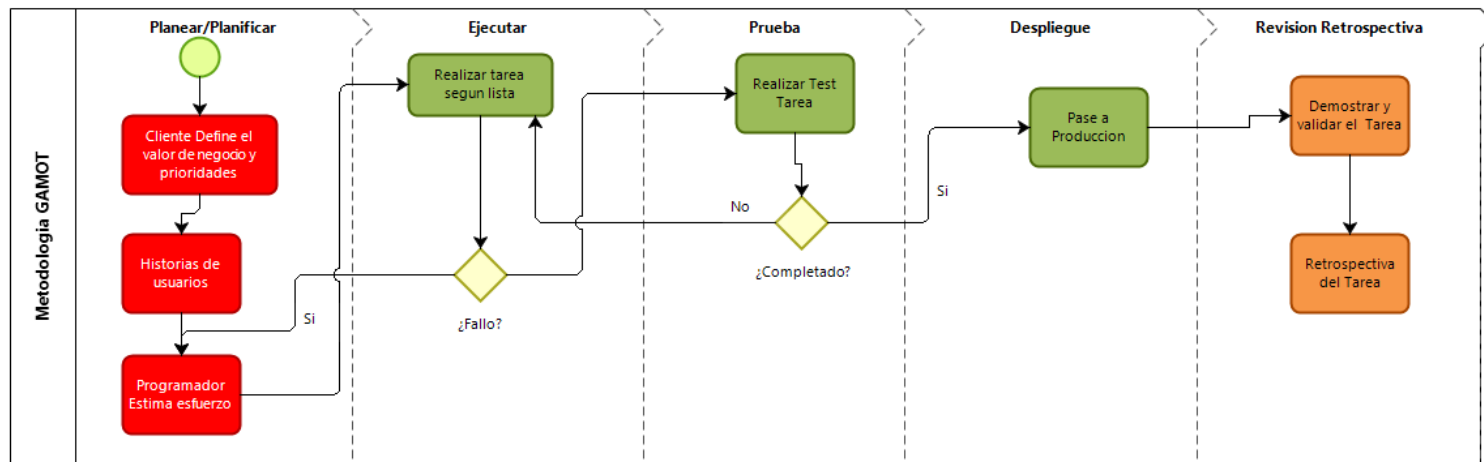 Metodologia GAMOT
Planear/Planificar
Ejecutar
Prueba
Despliegue
Revision Retrospectiva
Cliente Define el
valor de negocio y
prioridades
Historias de
usuarios
Si
Programador
Estima esfuerzo
Realizar tarea
segun lista
¿Fallo?
Realizar Test
Tarea
No
¿Completado?
Si
Pase a
Produccion
Demostrar y
validar el Tarea
Retrospectiva
del Tarea